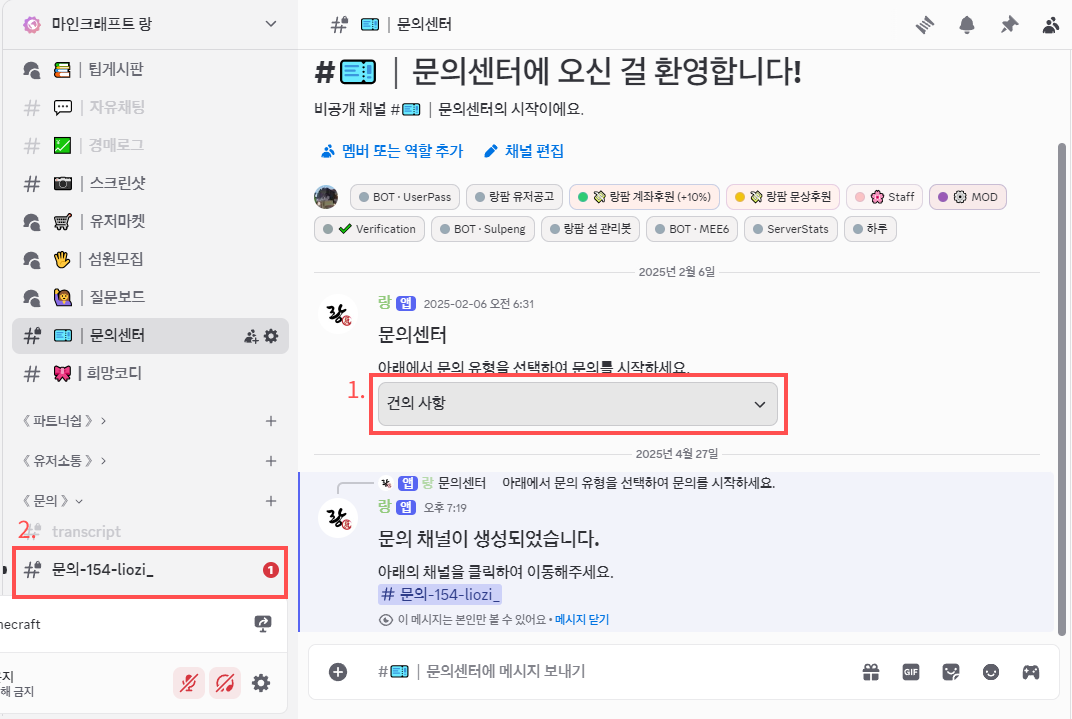 마인크래프트 랑
| 팁게시판
# | 자유채팅
# | 경매로그
# | 스크린샷
| 유저마켓
| 섬원모집
| 질문보드
# | 문의센터
# | 희망코디
《 파트너쉽 》
《 유저소통 》
《 문의 》
2.
# transcript
# 문의-154-liozi_
1
necraft
해 금지
# | 문의센터
# | 문의센터에 오신 걸 환영합니다!
비공개 채널 # | 문의센터의 시작이에요.
멤버 또는 역할 추가 채널 편집
BOT · UserPass 랑팜 유저공고 랑팜 계좌후원 (+10%) 랑팜 문상후원 Staff MOD
Verification BOT · Sulpeng 랑팜 섬 관리봇 BOT · MEE6 ServerStats 하루
2025년 2월 6일
랑 앱 2025-02-06 오전 6:31
문의센터
아래에서 문의 유형을 선택하여 문의를 시작하세요.
1.
건의 사항
2025년 4월 27일
앱 랑 문의센터 아래에서 문의 유형을 선택하여 문의를 시작하세요.
랑 앱 오후 7:19
문의 채널이 생성되었습니다.
아래의 채널을 클릭하여 이동해주세요.
# 문의-154-liozi_
이 메시지는 본인만 볼 수 있어요 • 메시지 닫기
# | 문의센터에 메시지 보내기
GIF